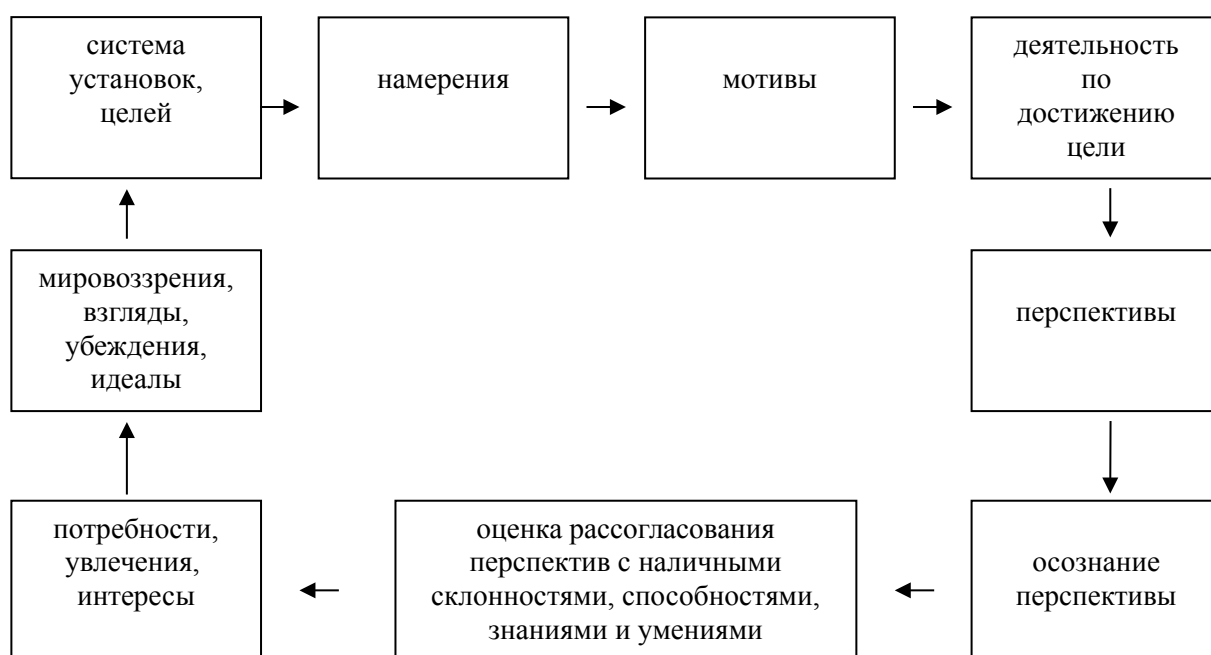 система
установок,
целей
намерения
мотивы
деятельность
по
достижению
цели
мировоззрения,
взгляды,
убеждения,
идеалы
перспективы
потребности,
увлечения,
интересы
оценка рассогласования
перспектив с наличными
склонностями, способностями,
знаниями и умениями
осознание
перспективы